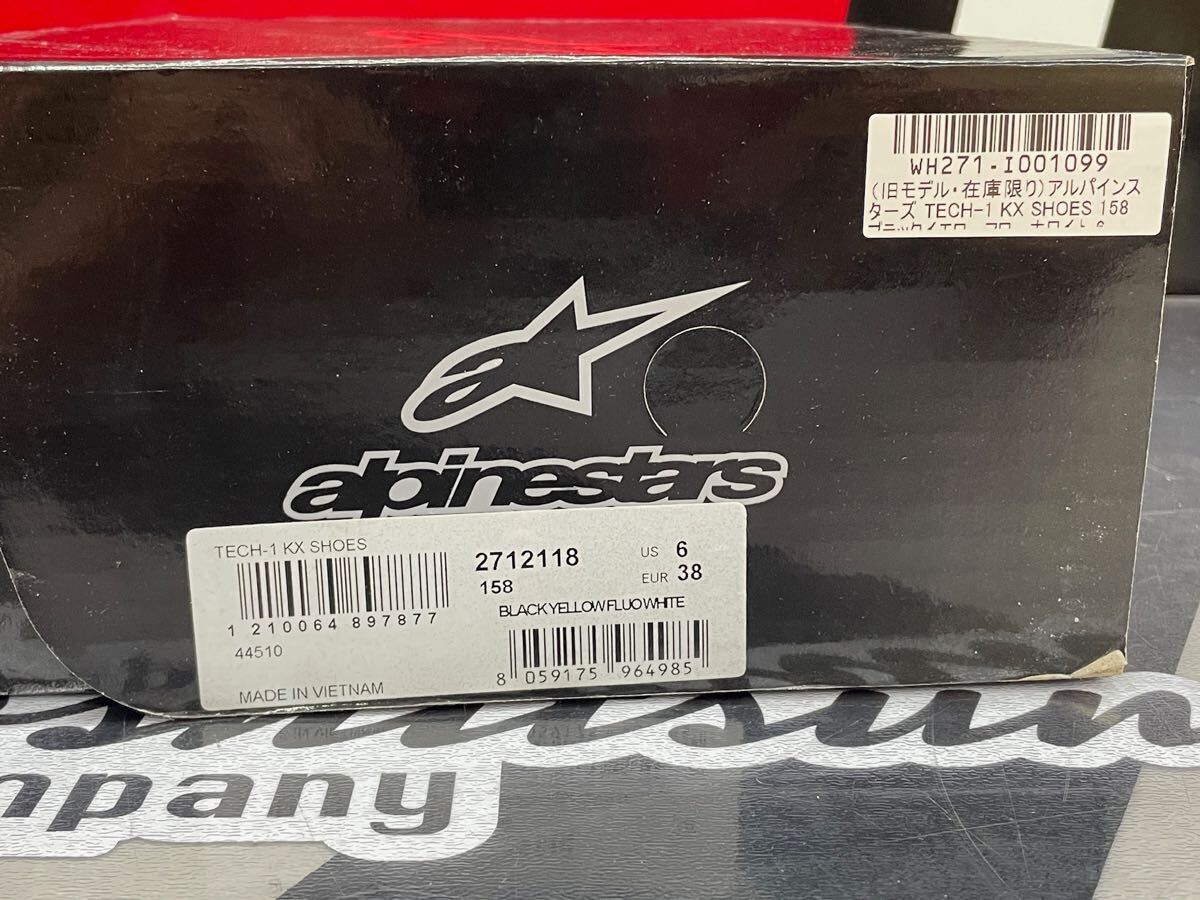 WH271-I001099
(旧モデル・在庫限り)アルパインス
ターズ TECH-1 KX SHOES 158
alpinestars
TECH-1 KX SHOES
2712118
US 6
158
EUR 38
BLACK YELLOW FLUO WHITE
1 210064 897877
44510
8 059175 964985
MADE IN VIETNAM